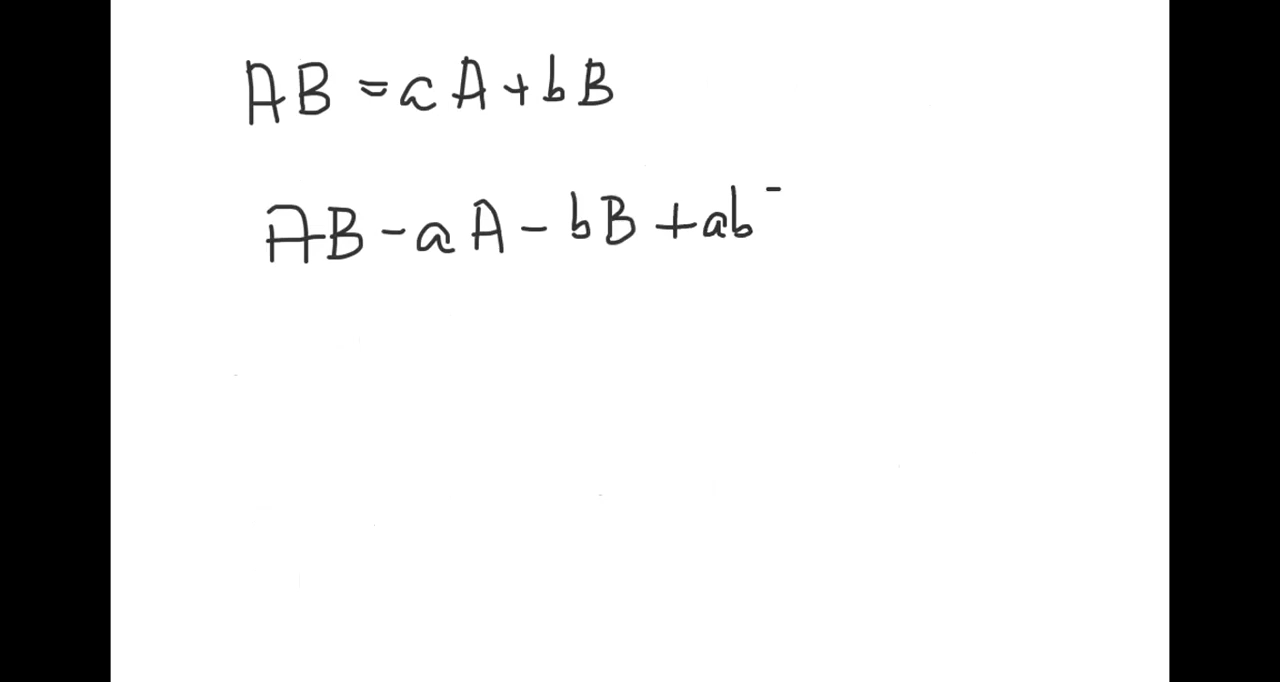 AB = aA + bB
AB - aA - bB + ab -